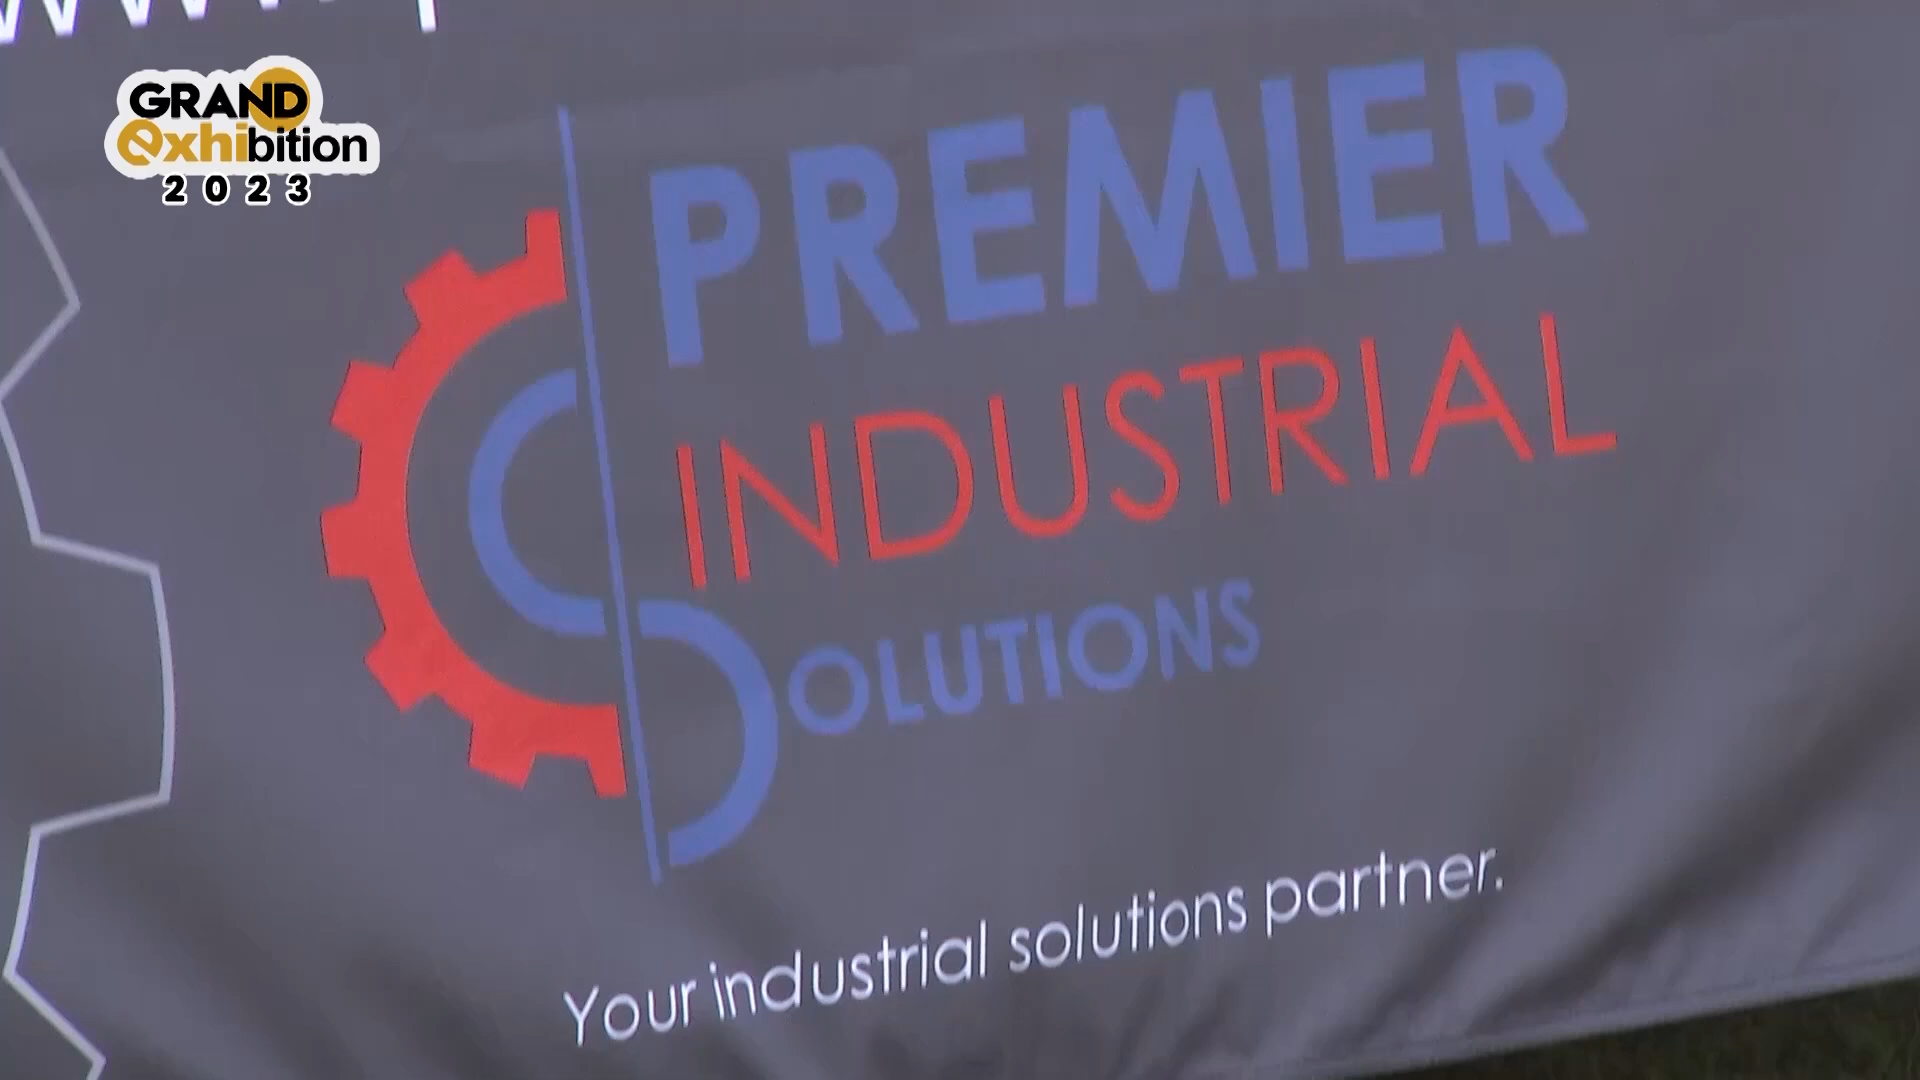 GRAND
exhibition
2023
PREMIER
INDUSTRIAL
SOLUTIONS
Your industrial solutions partner.